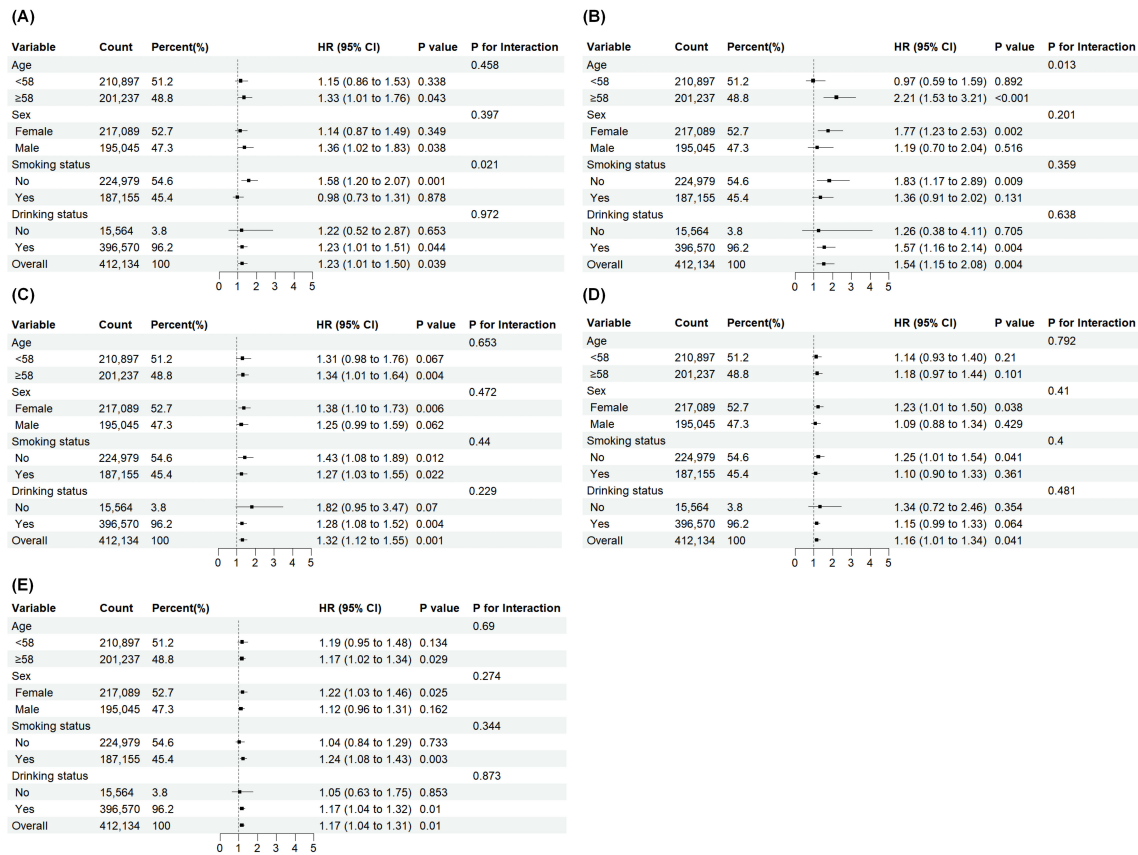 (A)
Variable Count Percent(%) HR (95% CI) P value P for Interaction
Age 0.458
<58 210,897 51.2 1.15 (0.86 to 1.53) 0.338
≥58 201,237 48.8 1.33 (1.01 to 1.76) 0.043
Sex 0.397
Female 217,089 52.7 1.14 (0.87 to 1.49) 0.349
Male 195,045 47.3 1.36 (1.02 to 1.83) 0.038
Smoking status 0.021
No 224,979 54.6 1.58 (1.20 to 2.07) 0.001
Yes 187,155 45.4 0.98 (0.73 to 1.31) 0.878
Drinking status 0.972
No 15,564 3.8 1.22 (0.52 to 2.87) 0.653
Yes 396,570 96.2 1.23 (1.01 to 1.51) 0.044
Overall 412,134 100 1.23 (1.01 to 1.50) 0.039
0 1 2 3 4 5
(B)
Variable Count Percent(%) HR (95% CI) P value P for Interaction
Age 0.013
<58 210,897 51.2 0.97 (0.59 to 1.59) 0.892
≥58 201,237 48.8 2.21 (1.53 to 3.21) <0.001
Sex 0.201
Female 217,089 52.7 1.77 (1.23 to 2.53) 0.002
Male 195,045 47.3 1.19 (0.70 to 2.04) 0.516
Smoking status 0.359
No 224,979 54.6 1.83 (1.17 to 2.89) 0.009
Yes 187,155 45.4 1.36 (0.91 to 2.02) 0.131
Drinking status 0.638
No 15,564 3.8 1.26 (0.38 to 4.11) 0.705
Yes 396,570 96.2 1.57 (1.16 to 2.14) 0.004
Overall 412,134 100 1.54 (1.15 to 2.08) 0.004
0 1 2 3 4 5
(C)
Variable Count Percent(%) HR (95% CI) P value P for Interaction
Age 0.653
<58 210,897 51.2 1.31 (0.98 to 1.76) 0.067
≥58 201,237 48.8 1.34 (1.01 to 1.64) 0.004
Sex 0.472
Female 217,089 52.7 1.38 (1.10 to 1.73) 0.006
Male 195,045 47.3 1.25 (0.99 to 1.59) 0.062
Smoking status 0.44
No 224,979 54.6 1.43 (1.08 to 1.89) 0.012
Yes 187,155 45.4 1.27 (1.03 to 1.55) 0.022
Drinking status 0.229
No 15,564 3.8 1.82 (0.95 to 3.47) 0.07
Yes 396,570 96.2 1.28 (1.08 to 1.52) 0.004
Overall 412,134 100 1.32 (1.12 to 1.55) 0.001
0 1 2 3 4 5
(D)
Variable Count Percent(%) HR (95% CI) P value P for Interaction
Age 0.792
<58 210,897 51.2 1.14 (0.93 to 1.40) 0.21
≥58 201,237 48.8 1.18 (0.97 to 1.44) 0.101
Sex 0.41
Female 217,089 52.7 1.23 (1.01 to 1.50) 0.038
Male 195,045 47.3 1.09 (0.88 to 1.34) 0.429
Smoking status 0.4
No 224,979 54.6 1.25 (1.01 to 1.54) 0.041
Yes 187,155 45.4 1.10 (0.90 to 1.33) 0.361
Drinking status 0.481
No 15,564 3.8 1.34 (0.72 to 2.46) 0.354
Yes 396,570 96.2 1.15 (0.99 to 1.33) 0.064
Overall 412,134 100 1.16 (1.01 to 1.34) 0.041
0 1 2 3 4 5
(E)
Variable Count Percent(%) HR (95% CI) P value P for Interaction
Age 0.69
<58 210,897 51.2 1.19 (0.95 to 1.48) 0.134
≥58 201,237 48.8 1.17 (1.02 to 1.34) 0.029
Sex 0.274
Female 217,089 52.7 1.22 (1.03 to 1.46) 0.025
Male 195,045 47.3 1.12 (0.96 to 1.31) 0.162
Smoking status 0.344
No 224,979 54.6 1.04 (0.84 to 1.29) 0.733
Yes 187,155 45.4 1.24 (1.08 to 1.43) 0.003
Drinking status 0.873
No 15,564 3.8 1.05 (0.63 to 1.75) 0.853
Yes 396,570 96.2 1.17 (1.04 to 1.32) 0.01
Overall 412,134 100 1.17 (1.04 to 1.31) 0.01
0 1 2 3 4 5